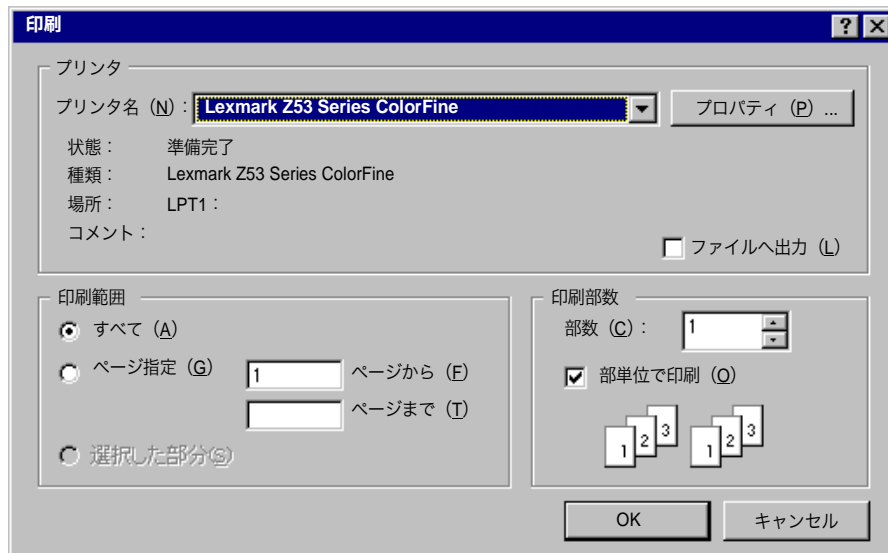 印刷
プリンタ
プリンタ名 (N)： Lexmark Z53 Series ColorFine プロパティ (P) ...
状態： 準備完了
種類： Lexmark Z53 Series ColorFine
場所： LPT1：
コメント：
ファイルへ出力 (L)
印刷範囲
すべて (A)
ページ指定 (G) 1 ページから (F)
ページまで (T)
選択した部分(S)
印刷部数
部数 (C)： 1
部単位で印刷 (O)
1 2 3 1 2 3
OK キャンセル